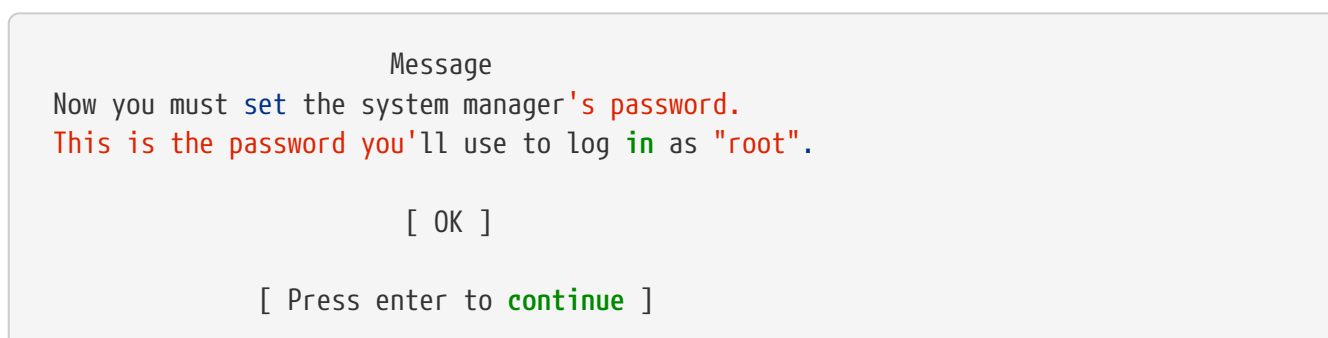 Message
Now you must set the system manager's password.
This is the password you'll use to log in as "root".
[ OK ]
[ Press enter to continue ]